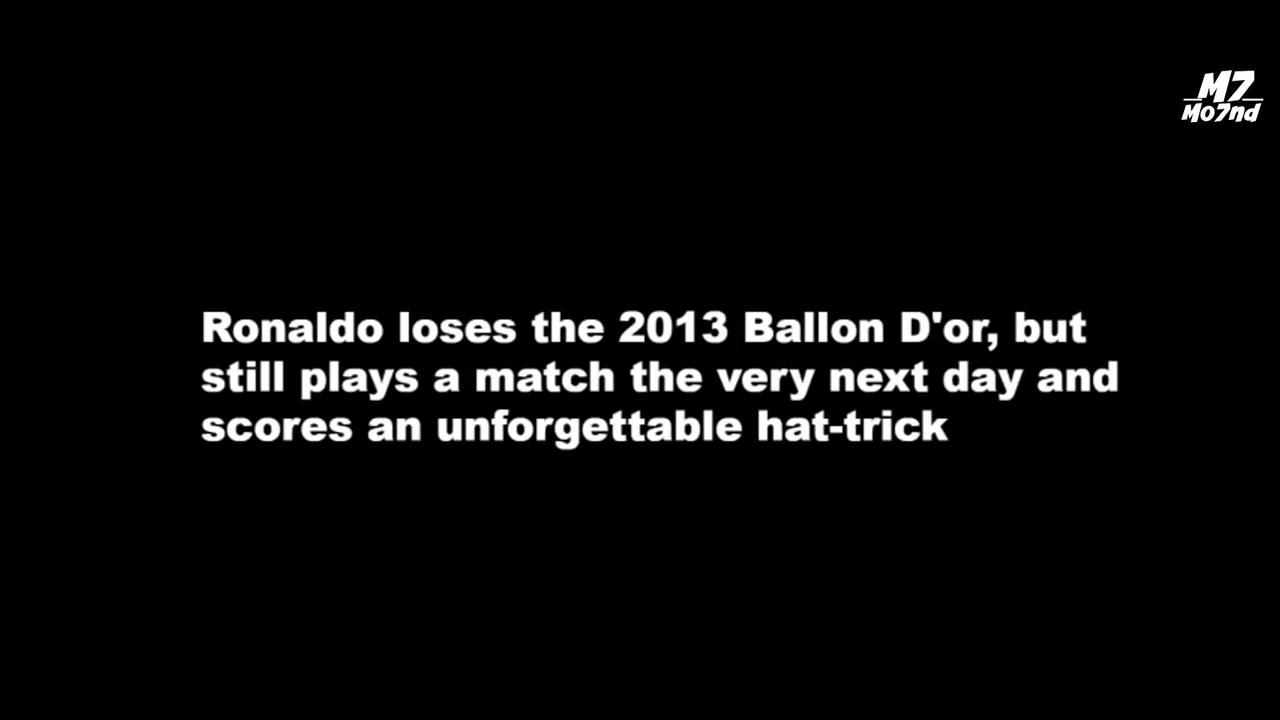 M7
Mo7nd
Ronaldo loses the 2013 Ballon D'or, but
still plays a match the very next day and
scores an unforgettable hat-trick